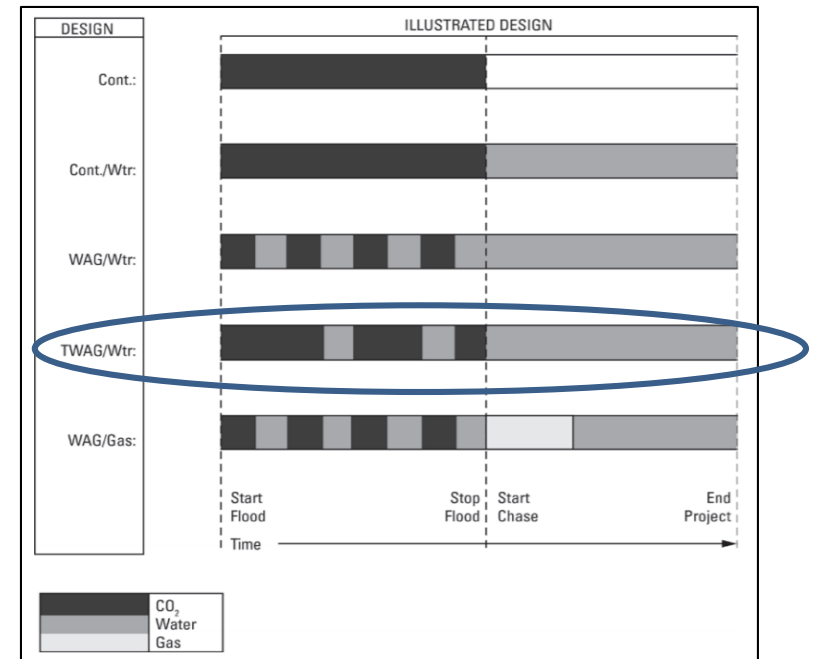 DESIGN
ILLUSTRATED DESIGN
Cont.:
Cont./Wtr:
WAG/Wtr:
TWAG/Wtr:
WAG/Gas:
Start Flood
Stop Flood
Start Chase
End Project
Time
CO₂
Water
Gas